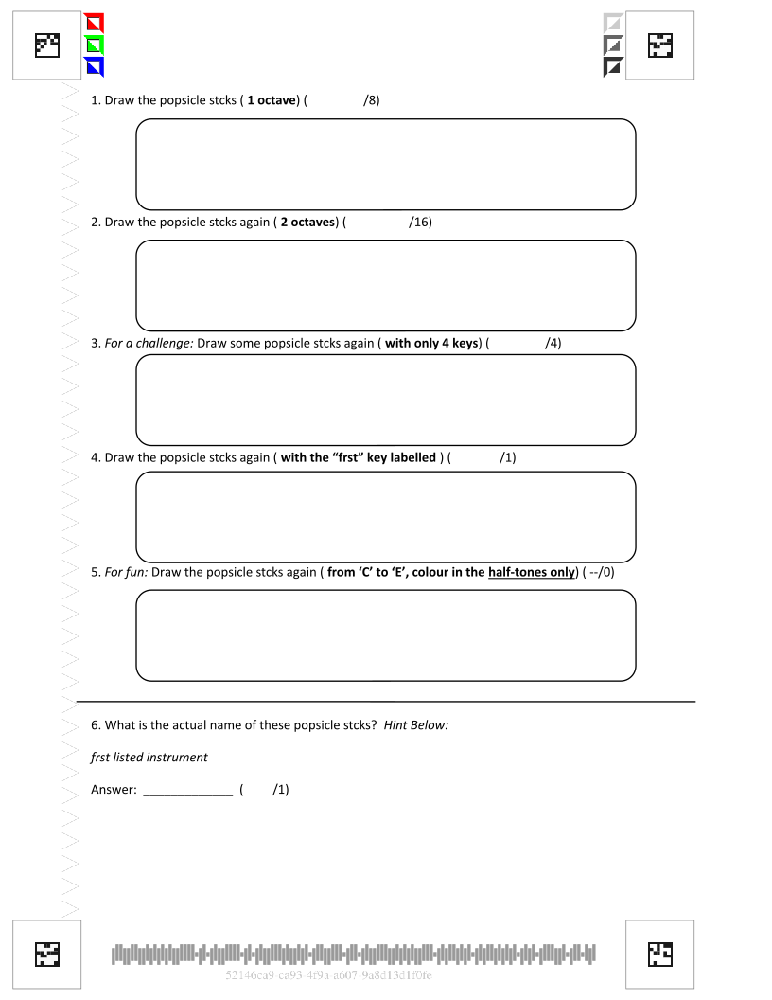 1. Draw the popsicle stcks ( 1 octave) ( /8)
2. Draw the popsicle stcks again ( 2 octaves) ( /16)
3. For a challenge: Draw some popsicle stcks again ( with only 4 keys) ( /4)
4. Draw the popsicle stcks again ( with the “frst” key labelled ) ( /1)
5. For fun: Draw the popsicle stcks again ( from ‘C’ to ‘E’, colour in the half-tones only) ( --/0)
6. What is the actual name of these popsicle stcks? Hint Below:
frst listed instrument
Answer: _____________ ( /1)
52146ca9-ca93-4f9a-a607-9a8d13d1f0fe